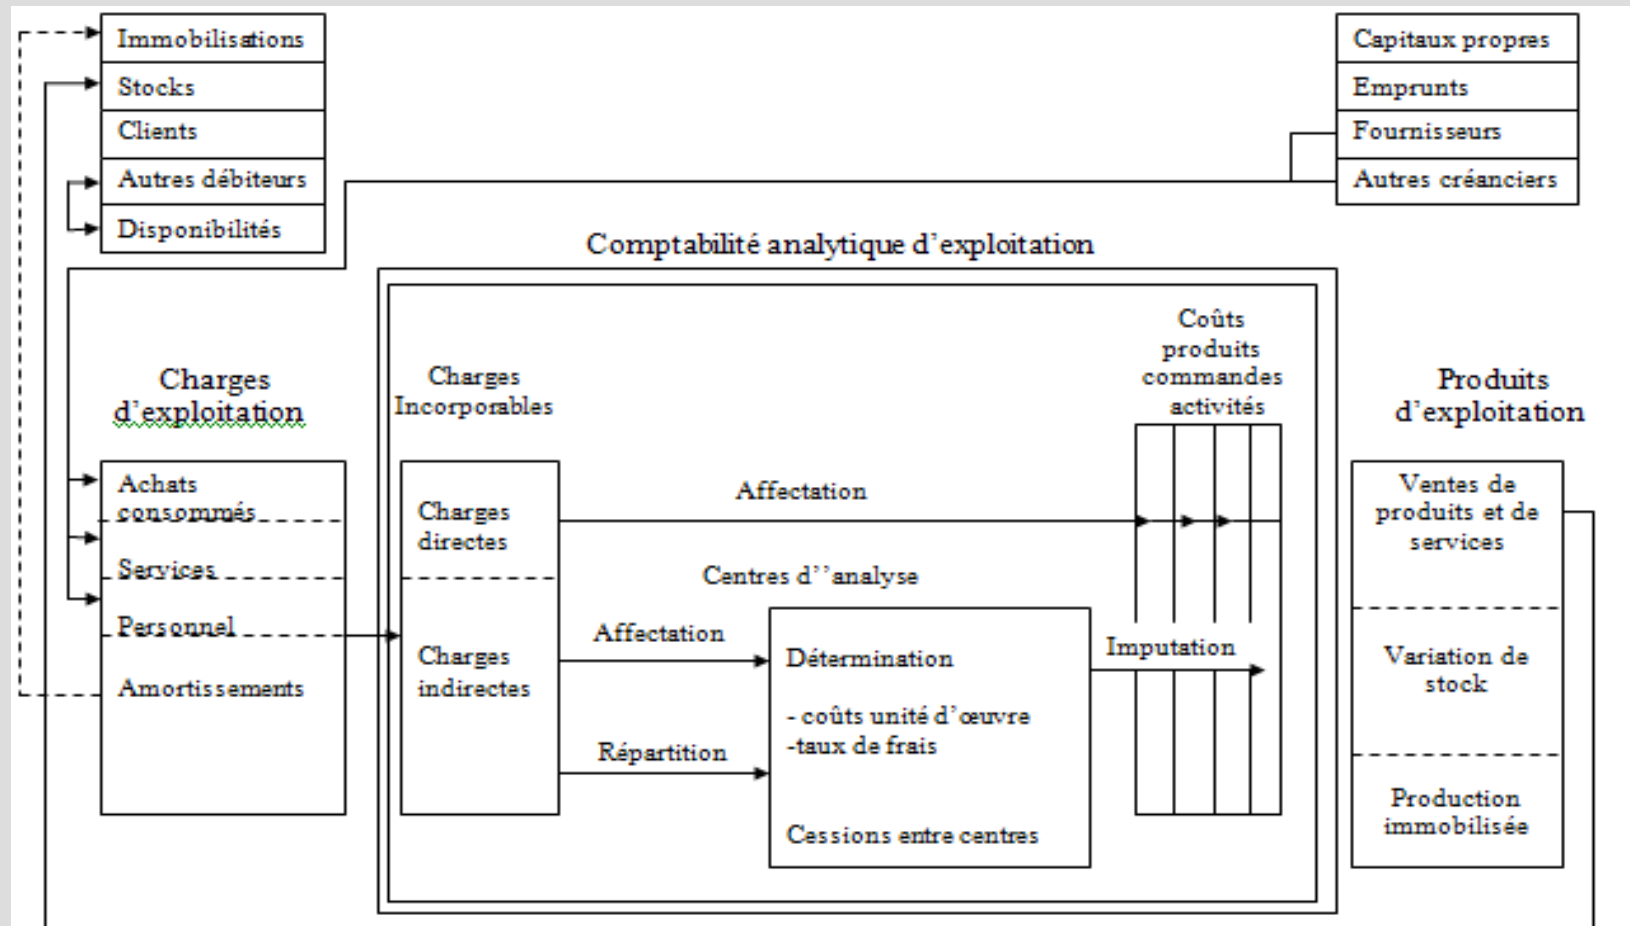 Immobilisations
Stocks
Clients
Autres débiteurs
Disponibilités
Capitaux propres
Emprunts
Fournisseurs
Autres créanciers
Comptabilité analytique d'exploitation
Charges
d'exploitation
Achats
consommés
Services
Personnel
Amortissements
Charges
Incorporables
Charges
directes
Charges
indirectes
Affectation
Centres d''analyse
Affectation
Répartition
Détermination
- coûts unité d'œuvre
-taux de frais
Cessions entre centres
Imputation
Coûts
produits
commandes
activités
Produits
d'exploitation
Ventes de
produits et de
services
Variation de
stock
Production
immobilisée